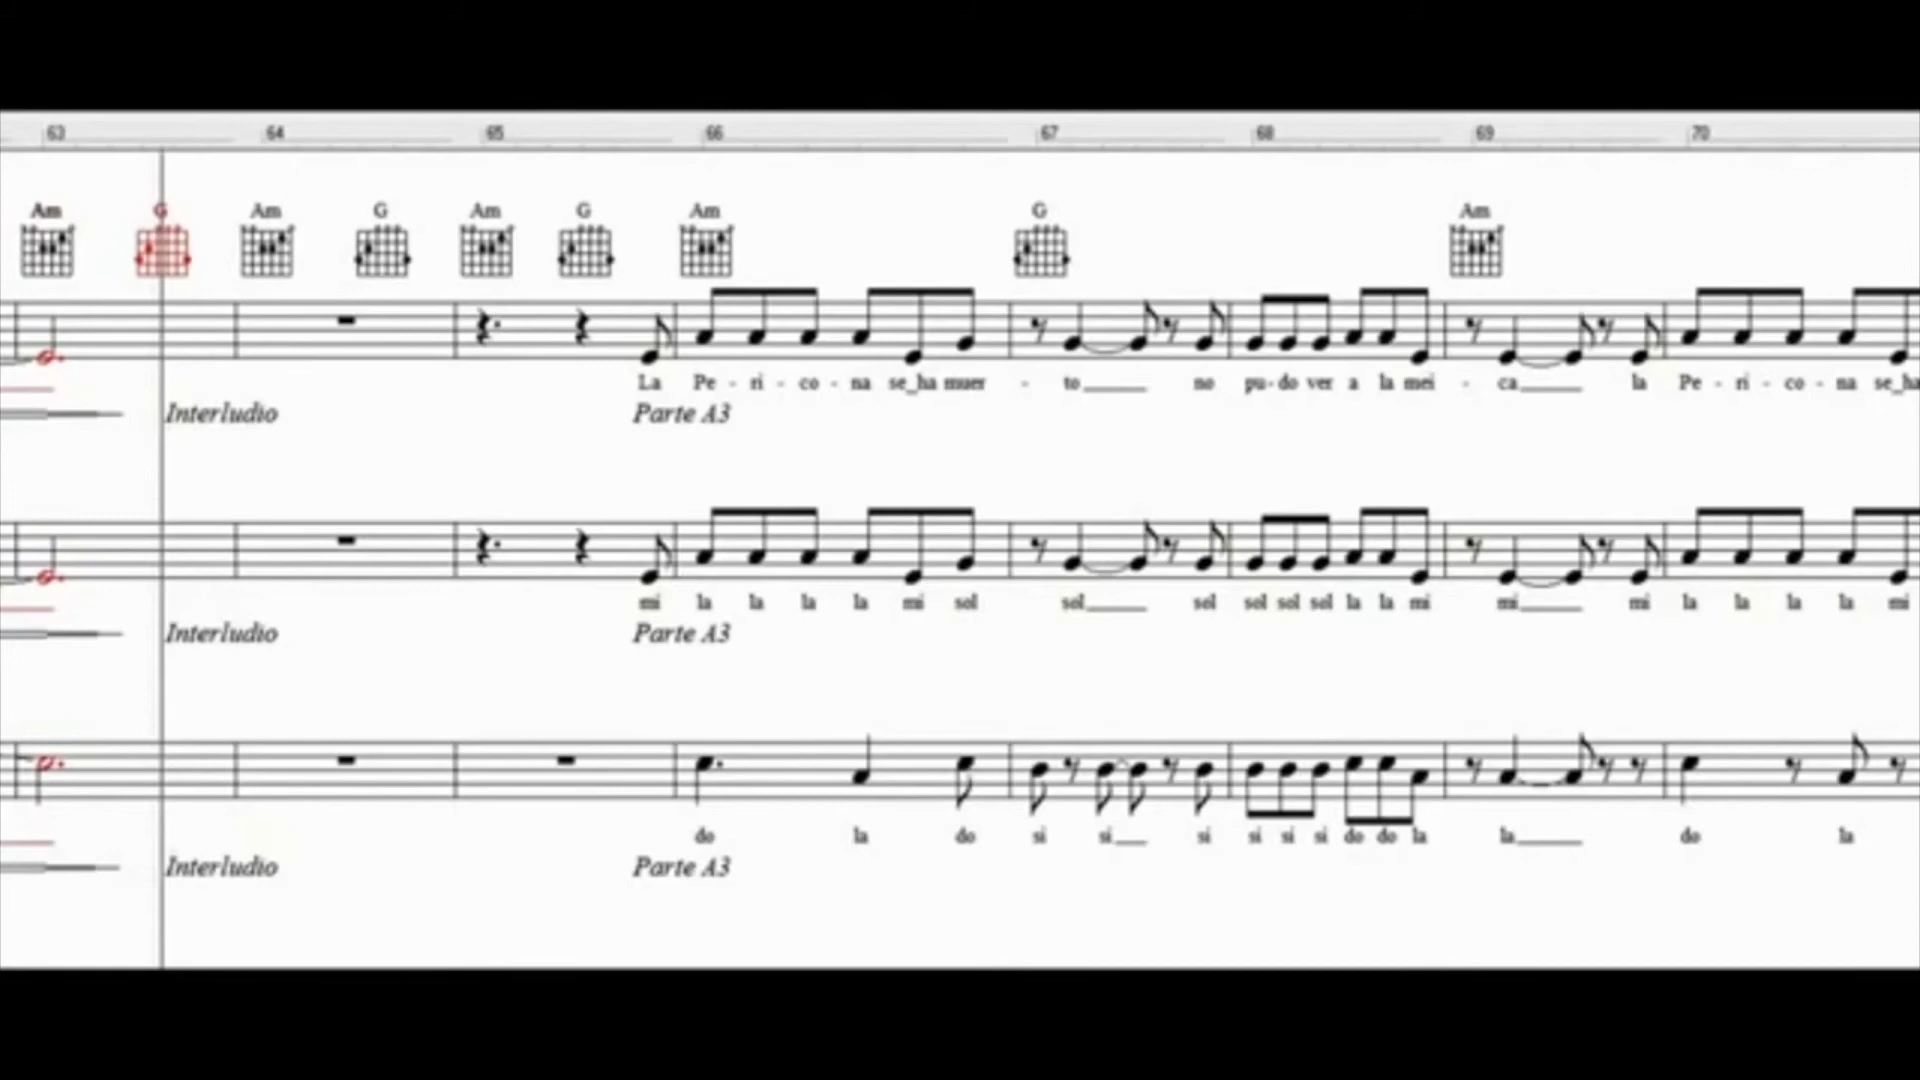 63 64 65 66 67 68 69 70
Am G Am G Am G Am G Am
La Pe - ri - co - na se_ha muer - to no pu - do ver a la mei - ca la Pe - ri - co - na se_ha
Interludio Parte A3
mi la la la la mi sol sol sol sol sol sol la la mi mi mi la la la la mi
Interludio Parte A3
do la do si si si si si si do do la la do la
Interludio Parte A3